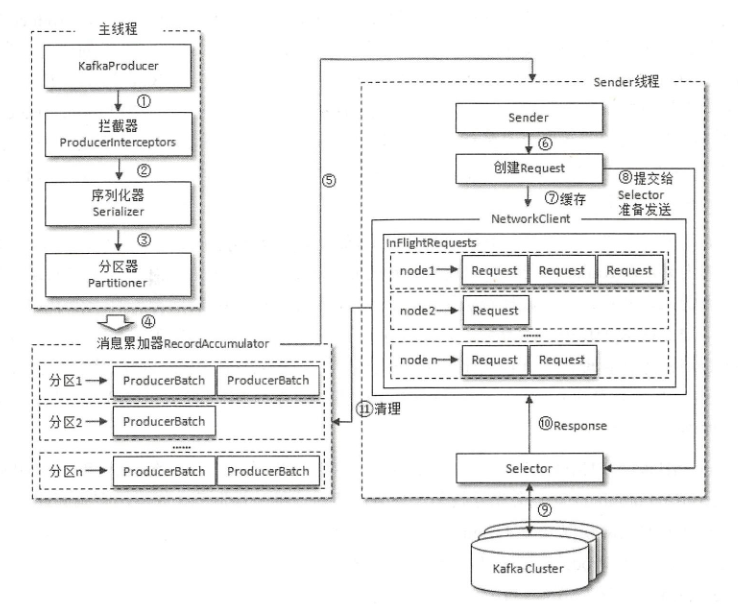 主线程
KafkaProducer
①
拦截器
ProducerInterceptors
②
序列化器
Serializer
③
分区器
Partitioner
④
消息累加器RecordAccumulator
分区1 ProducerBatch ProducerBatch
分区2 ProducerBatch
......
分区n ProducerBatch ProducerBatch
⑤
Sender线程
Sender
⑥
创建Request
⑦缓存
⑧提交给
Selector
准备发送
NetworkClient
InFlightRequests
node1 Request Request Request
node2 Request
......
node n Request Request
⑪清理
⑩Response
Selector
⑨
Kafka Cluster